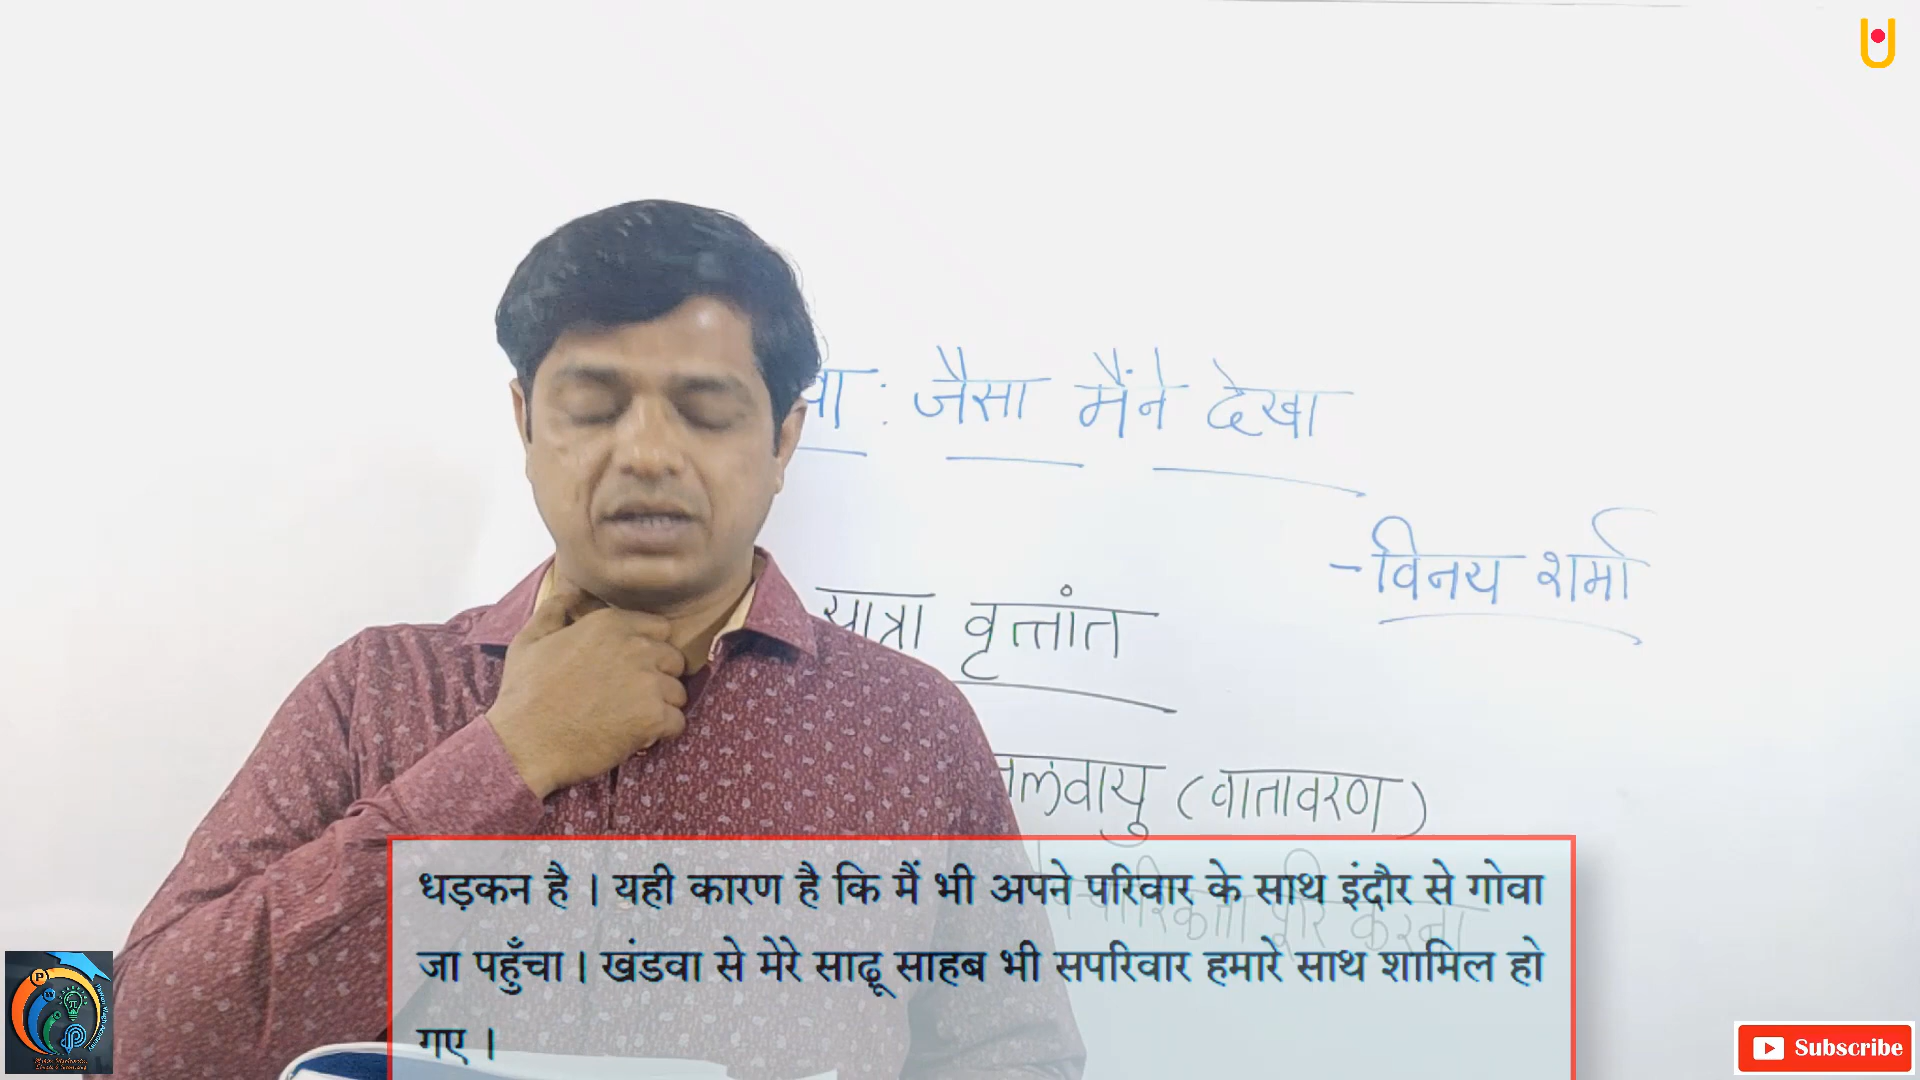 : जैसा मैंने देखा
-विनय शर्मा
यात्रा वृत्तांत
(वातावरण)
धड़कन है । यही कारण है कि मैं भी अपने परिवार के साथ इंदौर से गोवा
जा पहुँचा । खंडवा से मेरे साढ़ू साहब भी सपरिवार हमारे साथ शामिल हो
गए ।
Subscribe